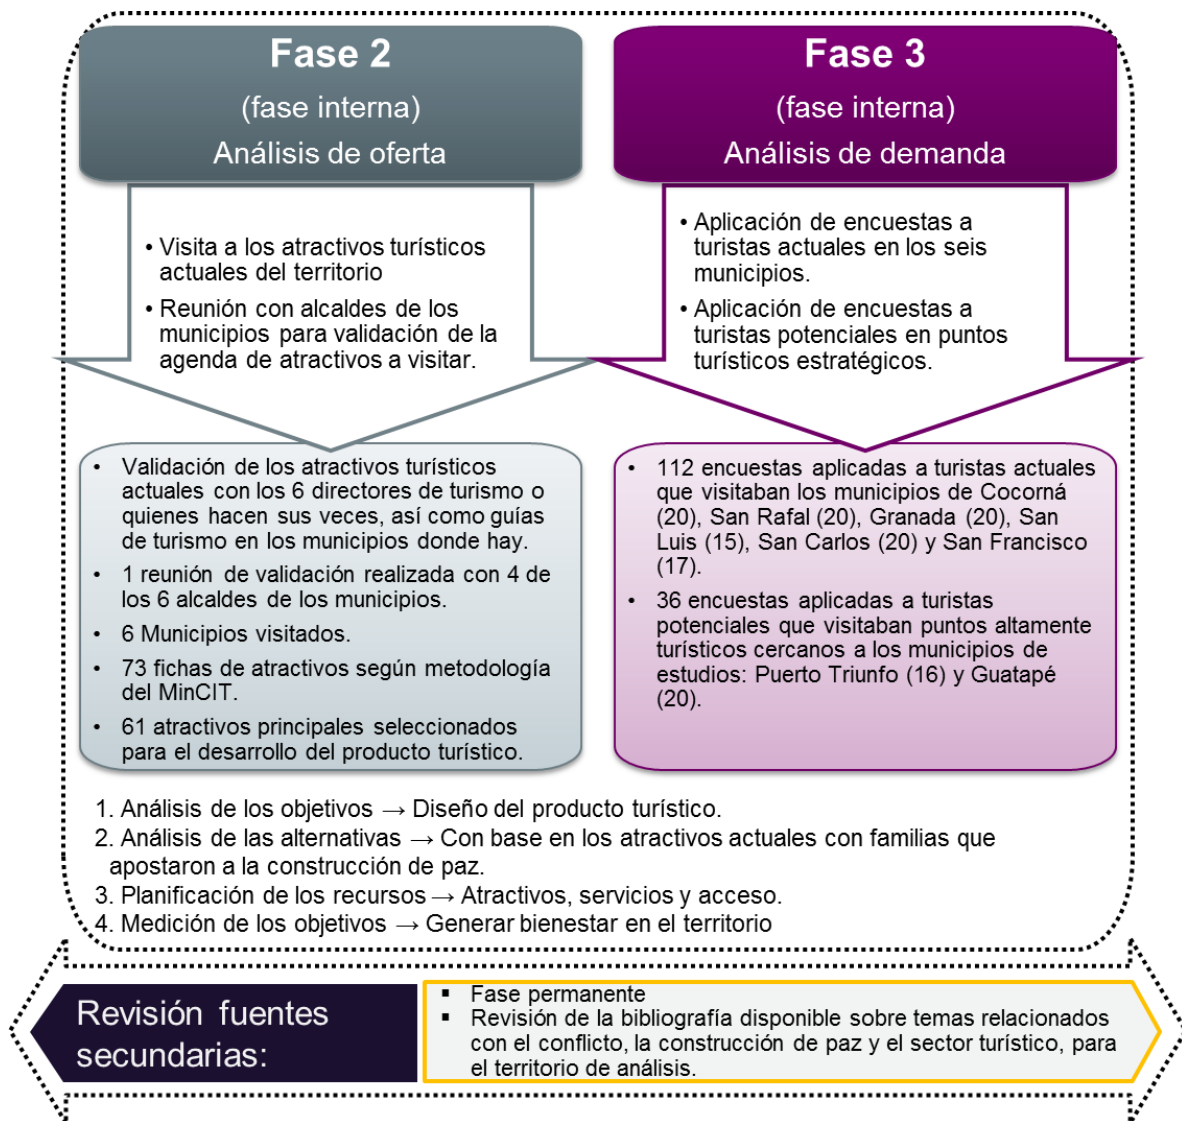 Fase 2
(fase interna)
Análisis de oferta
• Visita a los atractivos turísticos
actuales del territorio
• Reunión con alcaldes de los
municipios para validación de la
agenda de atractivos a visitar.
• Validación de los atractivos turísticos
actuales con los 6 directores de turismo o
quienes hacen sus veces, así como guías
de turismo en los municipios donde hay.
• 1 reunión de validación realizada con 4 de
los 6 alcaldes de los municipios.
• 6 Municipios visitados.
• 73 fichas de atractivos según metodología
del MinCIT.
• 61 atractivos principales seleccionados
para el desarrollo del producto turístico.
Fase 3
(fase interna)
Análisis de demanda
• Aplicación de encuestas a
turistas actuales en los seis
municipios.
• Aplicación de encuestas a
turistas potenciales en puntos
turísticos estratégicos.
• 112 encuestas aplicadas a turistas actuales
que visitaban los municipios de Cocorná
(20), San Rafal (20), Granada (20), San
Luis (15), San Carlos (20) y San Francisco
(17).
• 36 encuestas aplicadas a turistas
potenciales que visitaban puntos altamente
turísticos cercanos a los municipios de
estudios: Puerto Triunfo (16) y Guatapé
(20).
1. Análisis de los objetivos → Diseño del producto turístico.
2. Análisis de las alternativas → Con base en los atractivos actuales con familias que
apostaron a la construcción de paz.
3. Planificación de los recursos → Atractivos, servicios y acceso.
4. Medición de los objetivos → Generar bienestar en el territorio
Revisión fuentes
secundarias:
▪ Fase permanente
▪ Revisión de la bibliografía disponible sobre temas relacionados
con el conflicto, la construcción de paz y el sector turístico, para
el territorio de análisis.